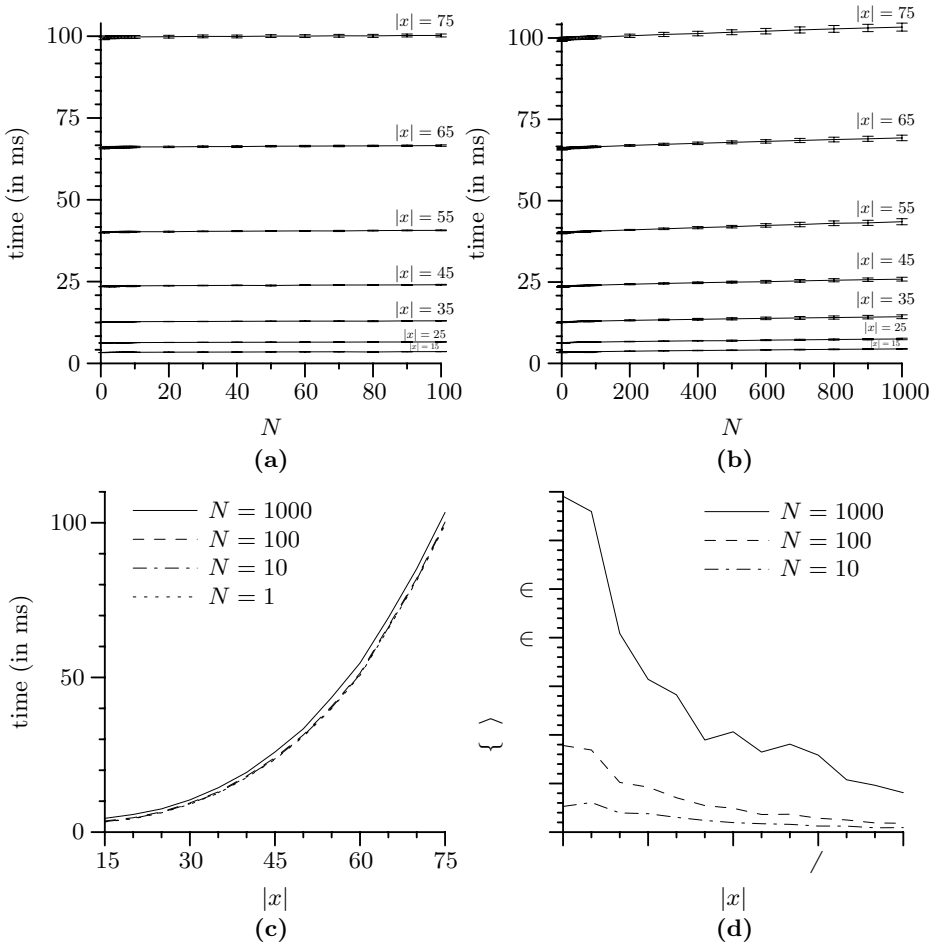 |x| = 75
100
time (in ms)
75
|x| = 65
50
|x| = 55
25
|x| = 45
|x| = 35
|x| = 25
|x| = 15
0
0 20 40 60 80 100
N
(a)
|x| = 75
100
time (in ms)
75
|x| = 65
50
|x| = 55
25
|x| = 45
|x| = 35
|x| = 25
|x| = 15
0
0 200 400 600 800 1000
N
(b)
N = 1000
N = 100
N = 10
N = 1
100
time (in ms)
50
0
15 30 45 60 75
|x|
(c)
N = 1000
N = 100
N = 10
∈
∈
{ 〉
/
|x|
(d)